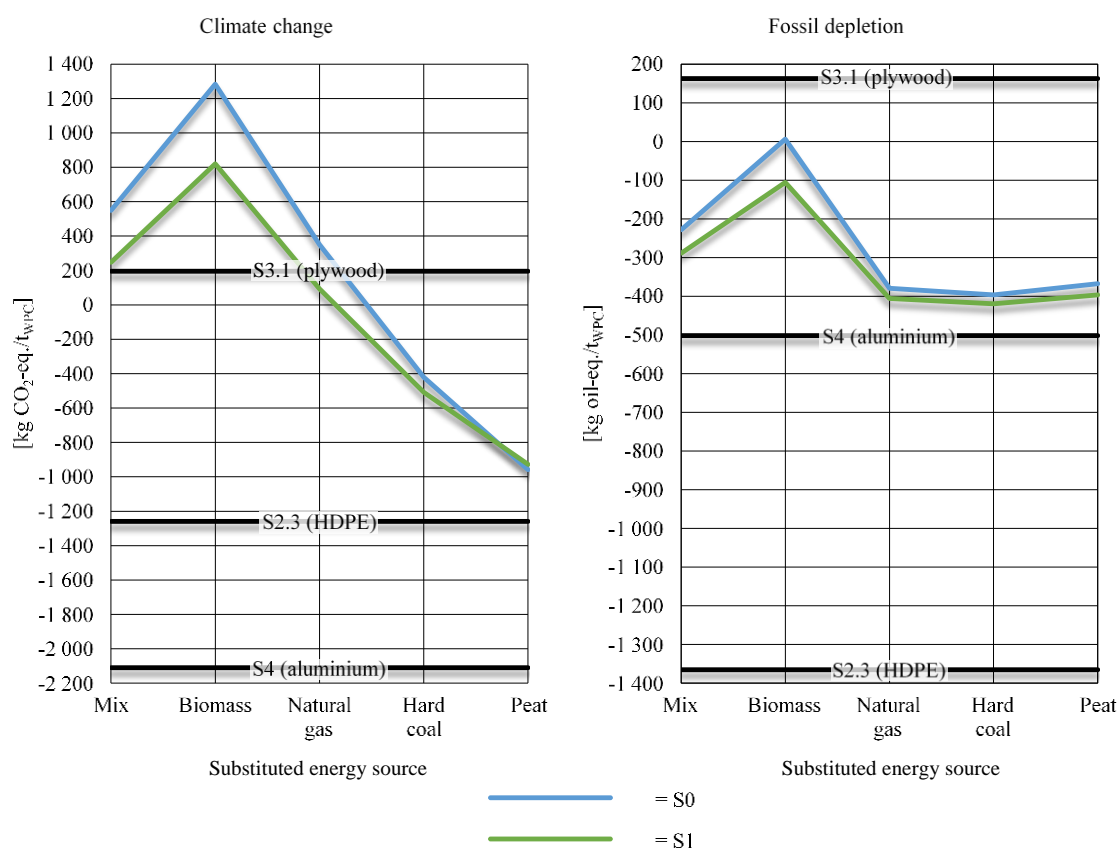 Climate change
1 400
1 200
1 000
800
600
400
200
0
-200
-400
-600
-800
-1 000
-1 200
-1 400
-1 600
-1 800
-2 000
-2 200
[kg CO₂-eq./t_WPC]
S3.1 (plywood)
S2.3 (HDPE)
S4 (aluminium)
Mix Biomass Natural gas Hard coal Peat
Substituted energy source
Fossil depletion
200
100
0
-100
-200
-300
-400
-500
-600
-700
-800
-900
-1 000
-1 100
-1 200
-1 300
-1 400
[kg oil-eq./t_WPC]
S3.1 (plywood)
S4 (aluminium)
S2.3 (HDPE)
Mix Biomass Natural gas Hard coal Peat
Substituted energy source
= S0
= S1